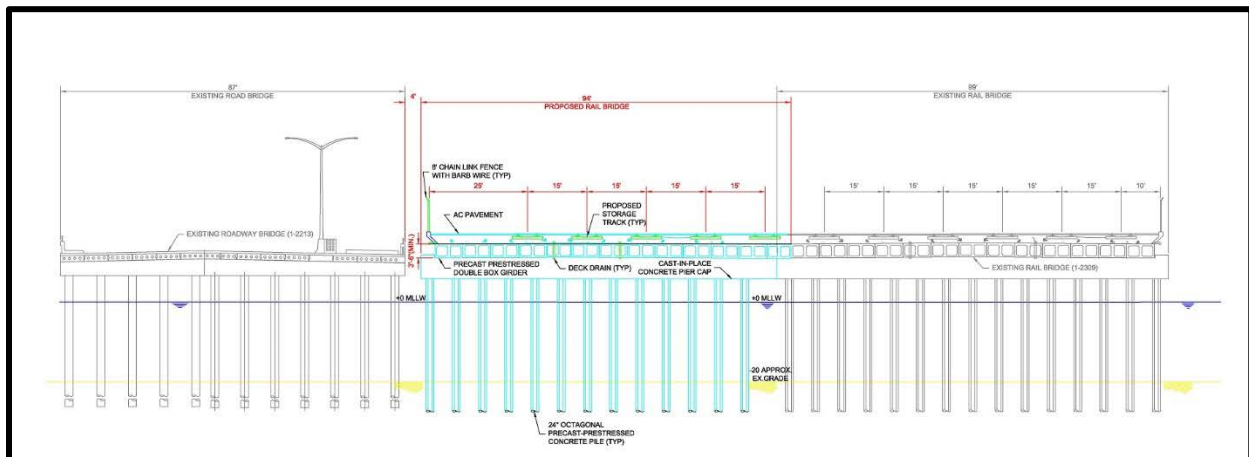 87'
EXISTING ROAD BRIDGE
4'
94'
PROPOSED RAIL BRIDGE
99'
EXISTING RAIL BRIDGE
8' CHAIN LINK FENCE
WITH BARB WIRE (TYP)
25'
15'
15'
15'
15'
15'
15'
15'
15'
15'
10'
AC PAVEMENT
PROPOSED
STORAGE
TRACK (TYP)
EXISTING ROADWAY BRIDGE (1-2213)
3'-6"(MIN.)
PRECAST PRESTRESSED
DOUBLE BOX GIRDER
DECK DRAIN (TYP)
CAST-IN-PLACE
CONCRETE PIER CAP
EXISTING RAIL BRIDGE (1-2309)
+0 MLLW
+0 MLLW
-20 APPROX.
EX.GRADE
24" OCTAGONAL
PRECAST-PRESTRESSED
CONCRETE PILE (TYP)